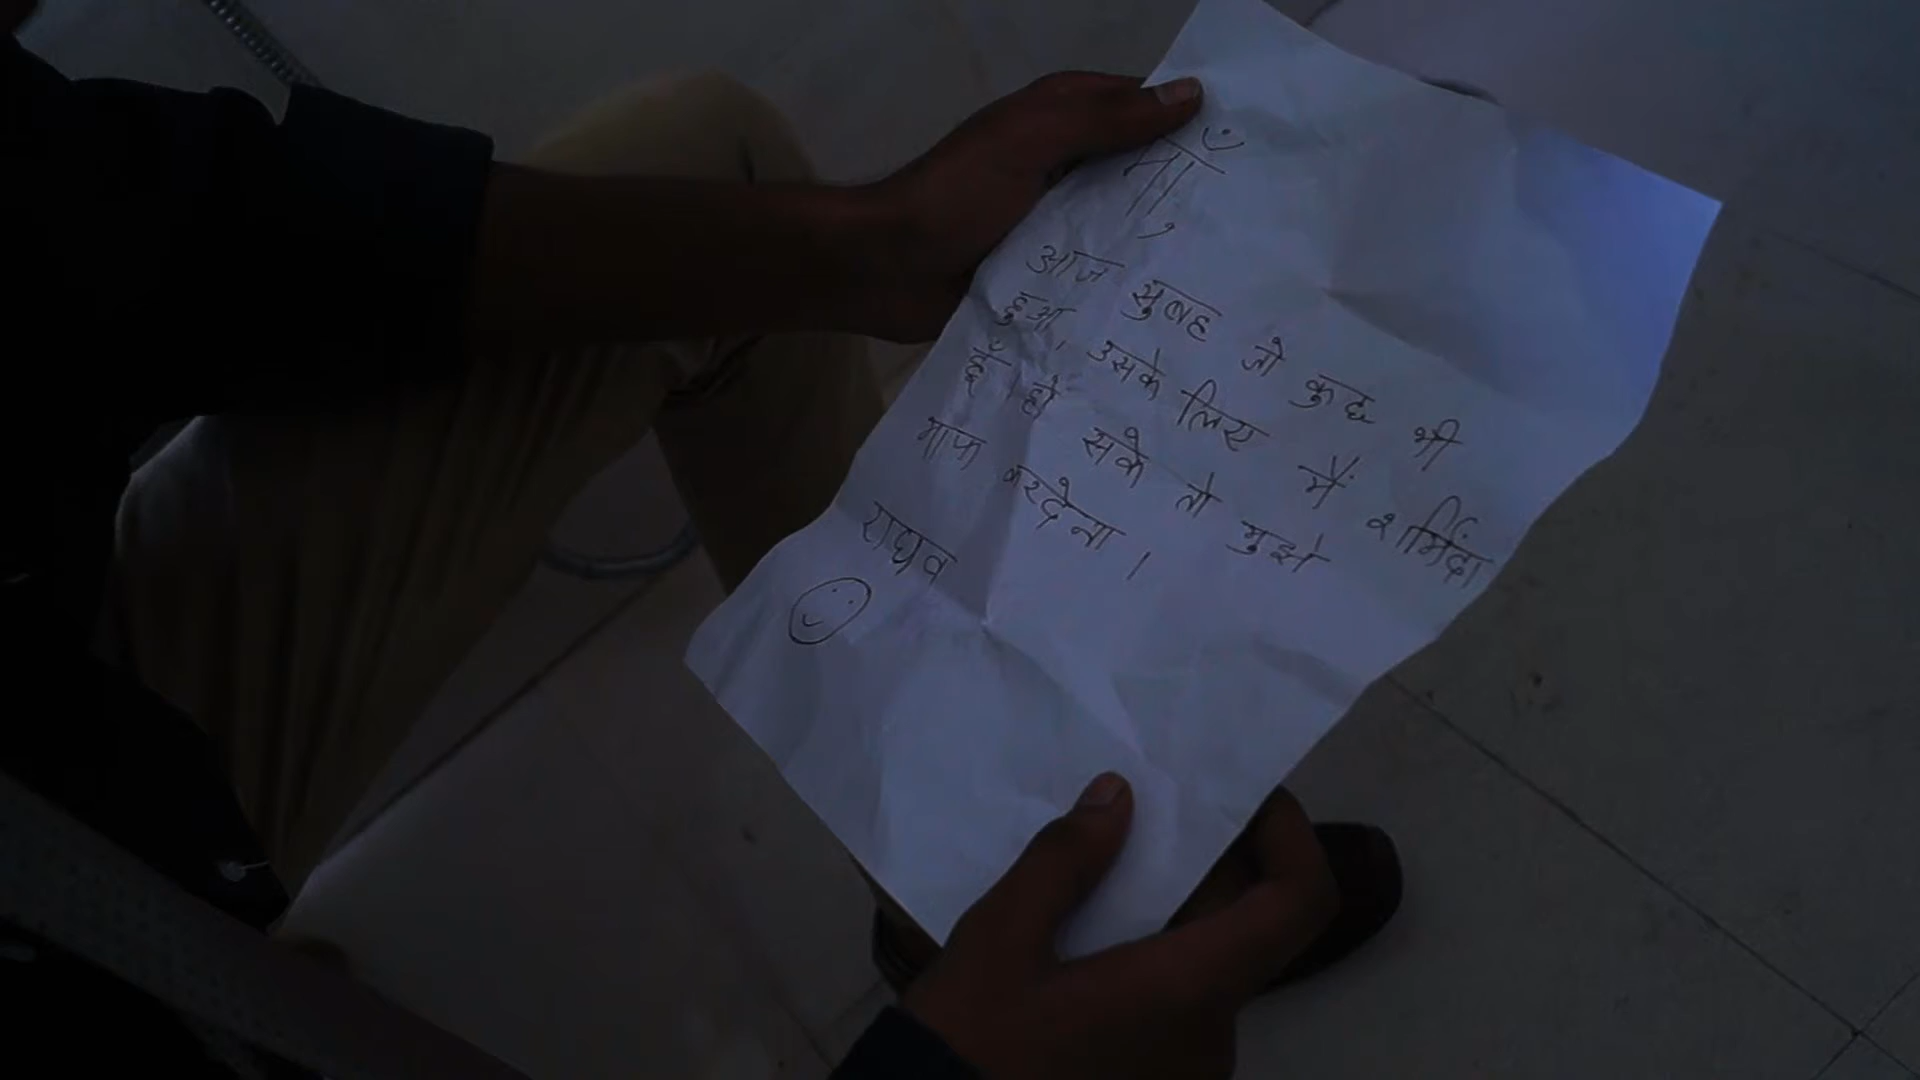 माँ,
आज सुबह जो कुछ भी
हुआ, उसके लिए मैं शर्मिंदा
हूँ। हो सके तो मुझे
माफ करदेना।
राघव